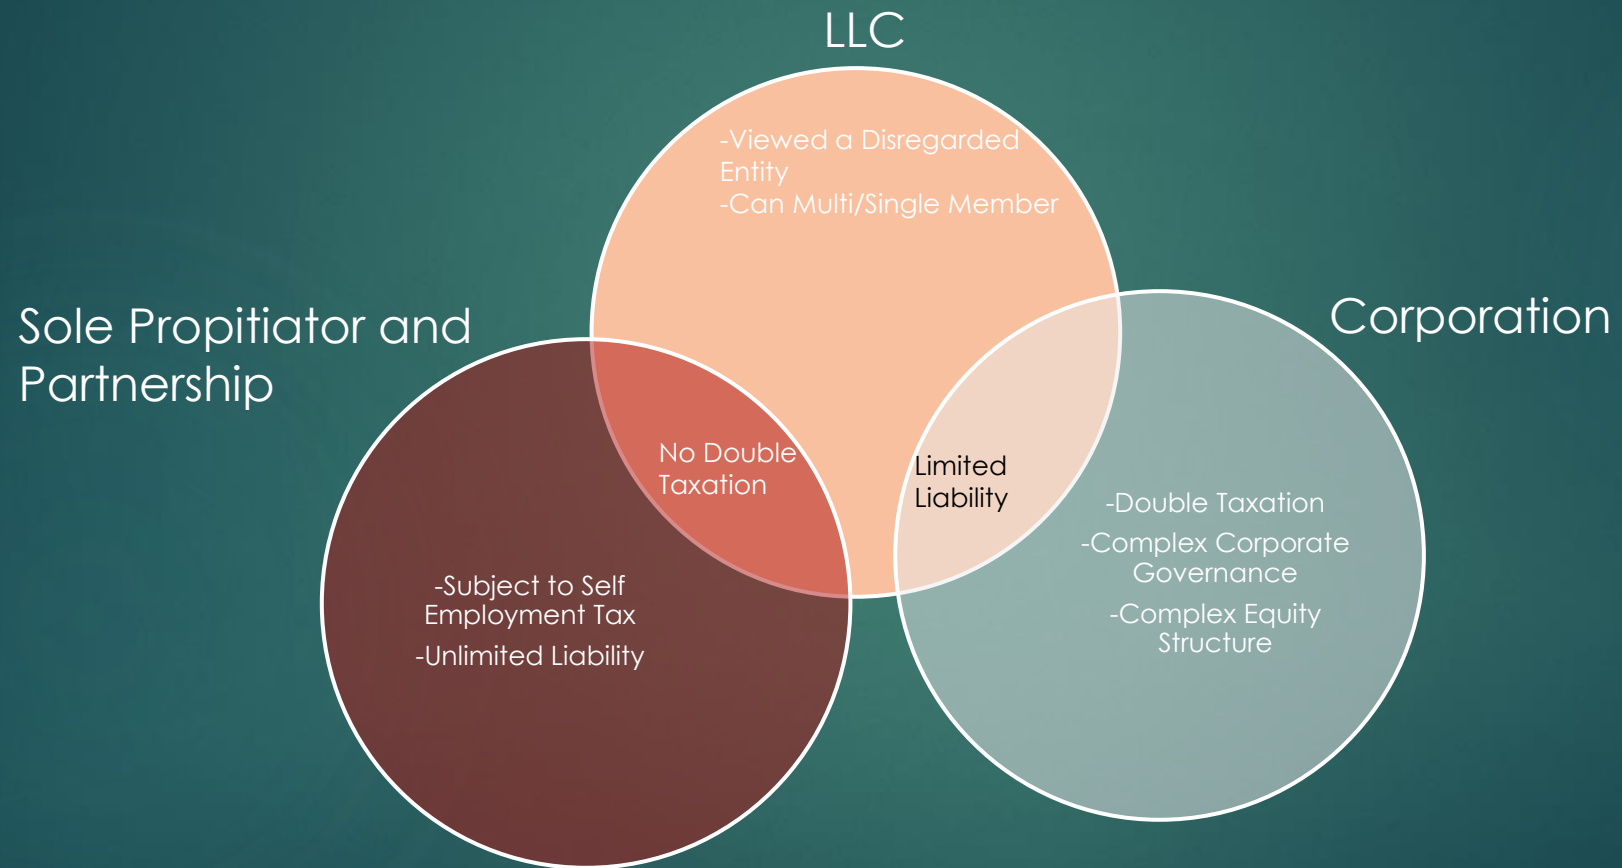 LLC
-Viewed a Disregarded
Entity
-Can Multi/Single Member
Sole Propitiator and
Partnership
Corporation
No Double
Taxation
Limited
Liability
-Subject to Self
Employment Tax
-Unlimited Liability
-Double Taxation
-Complex Corporate
Governance
-Complex Equity
Structure